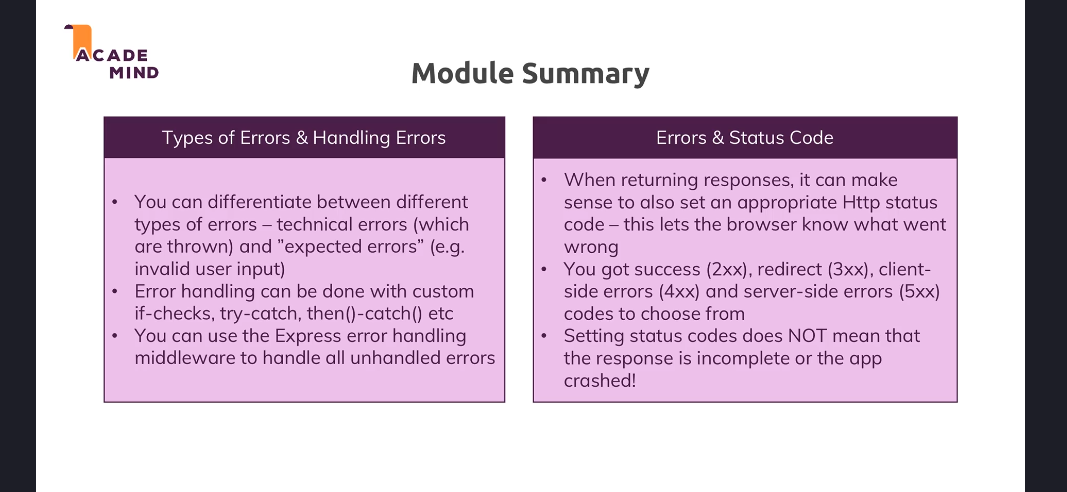 ACADE
MIND
Module Summary
Types of Errors & Handling Errors
• You can differentiate between different
types of errors – technical errors (which
are thrown) and ”expected errors” (e.g.
invalid user input)
• Error handling can be done with custom
if-checks, try-catch, then()-catch() etc
• You can use the Express error handling
middleware to handle all unhandled errors
Errors & Status Code
• When returning responses, it can make
sense to also set an appropriate Http status
code – this lets the browser know what went
wrong
• You got success (2xx), redirect (3xx), client-
side errors (4xx) and server-side errors (5xx)
codes to choose from
• Setting status codes does NOT mean that
the response is incomplete or the app
crashed!